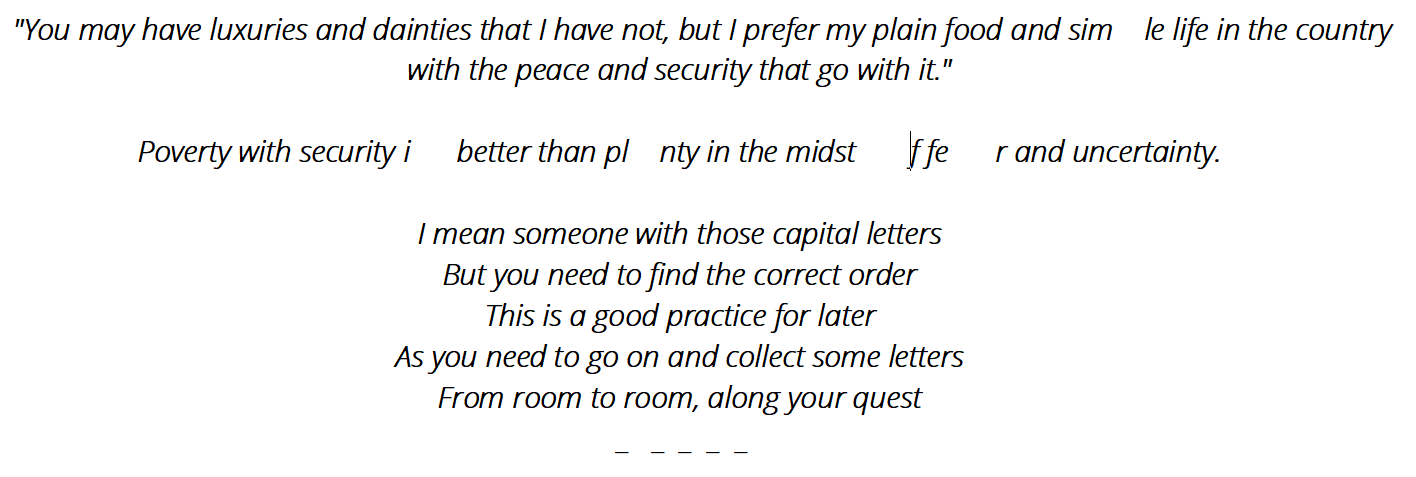 "You may have luxuries and dainties that I have not, but I prefer my plain food and sim le life in the country
with the peace and security that go with it."
Poverty with security i better than pl nty in the midst f fe r and uncertainty.
I mean someone with those capital letters
But you need to find the correct order
This is a good practice for later
As you need to go on and collect some letters
From room to room, along your quest
_ _ _ _ _